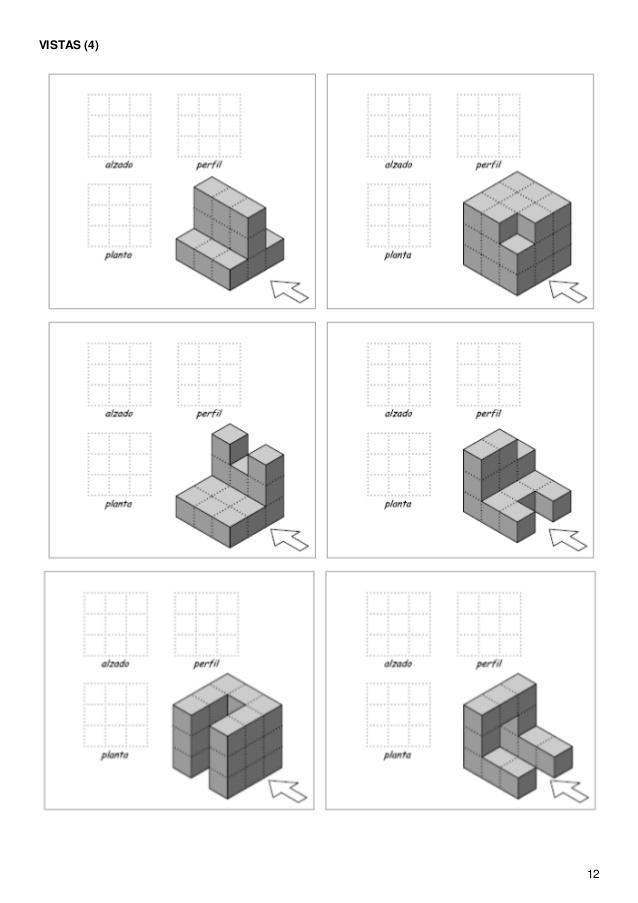 VISTAS (4)
alzado perfil
planta
alzado perfil
planta
alzado perfil
planta
alzado perfil
planta
alzado perfil
planta
alzado perfil
planta
12